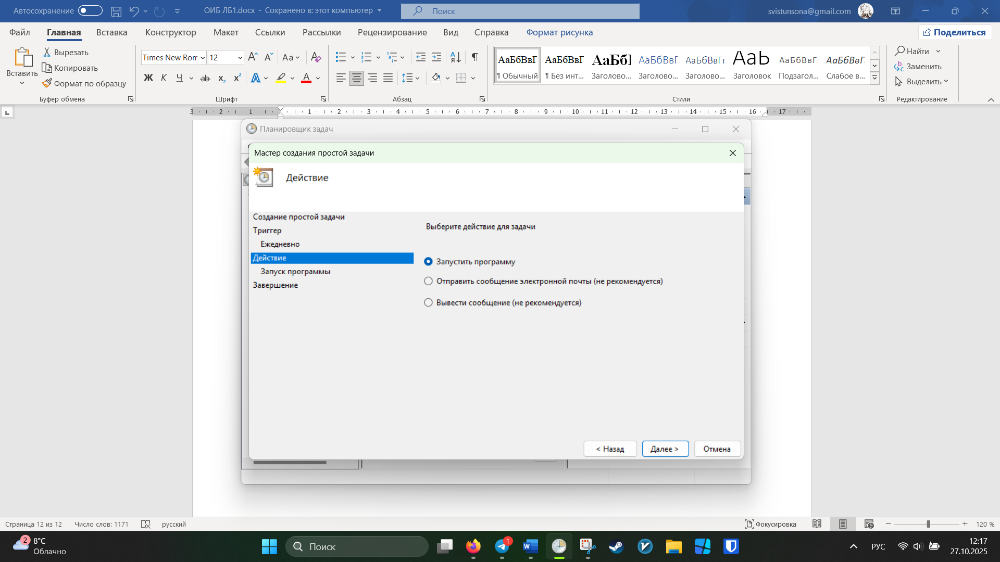 Автосохранение
ОИБ ЛБ1.docx - Сохранено в: этот компьютер
Поиск
svistunsona@gmail.com
Файл Главная Вставка Конструктор Макет Ссылки Рассылки Рецензирование Вид Справка Формат рисунка
Поделиться
Вставить
Вырезать
Копировать
Формат по образцу
Буфер обмена
Times New Ron 12
Ж К Ч ab x₂ x²
Шрифт
Абзац
АаБбВвГ АаБбВвГ АаБб АаБбВвГ АаБбВвГг АаЬ АаБбВвГг АаБбВвГ
¶ Обычный ¶ Без инт... Заголово... Заголово... Заголово... Заголовок Подзагол... Слабое в...
Стили
Найти
Заменить
Выделить
Редактирование
3 2 1 1 2 3 4 5 6 7 8 9 10 11 12 13 14 15 16 17
Планировщик задач
Мастер создания простой задачи
Действие
Создание простой задачи
Триггер
Ежедневно
Действие
Запуск программы
Завершение
Выберите действие для задачи
Запустить программу
Отправить сообщение электронной почты (не рекомендуется)
Вывести сообщение (не рекомендуется)
< Назад Далее > Отмена
Страница 12 из 12 Число слов: 1171 русский
Фокусировка
120 %
2
8°C
Облачно
Поиск
1
РУС
12:17
27.10.2025